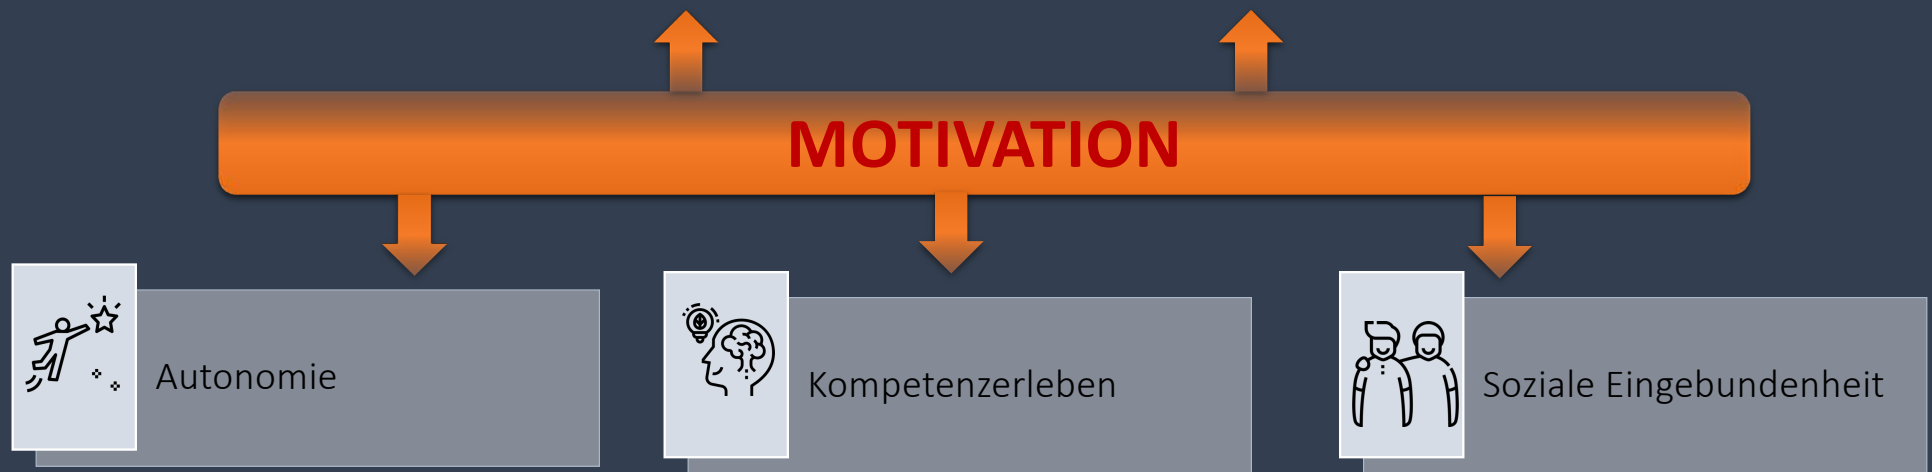 MOTIVATION
Autonomie
Kompetenzerleben
Soziale Eingebundenheit